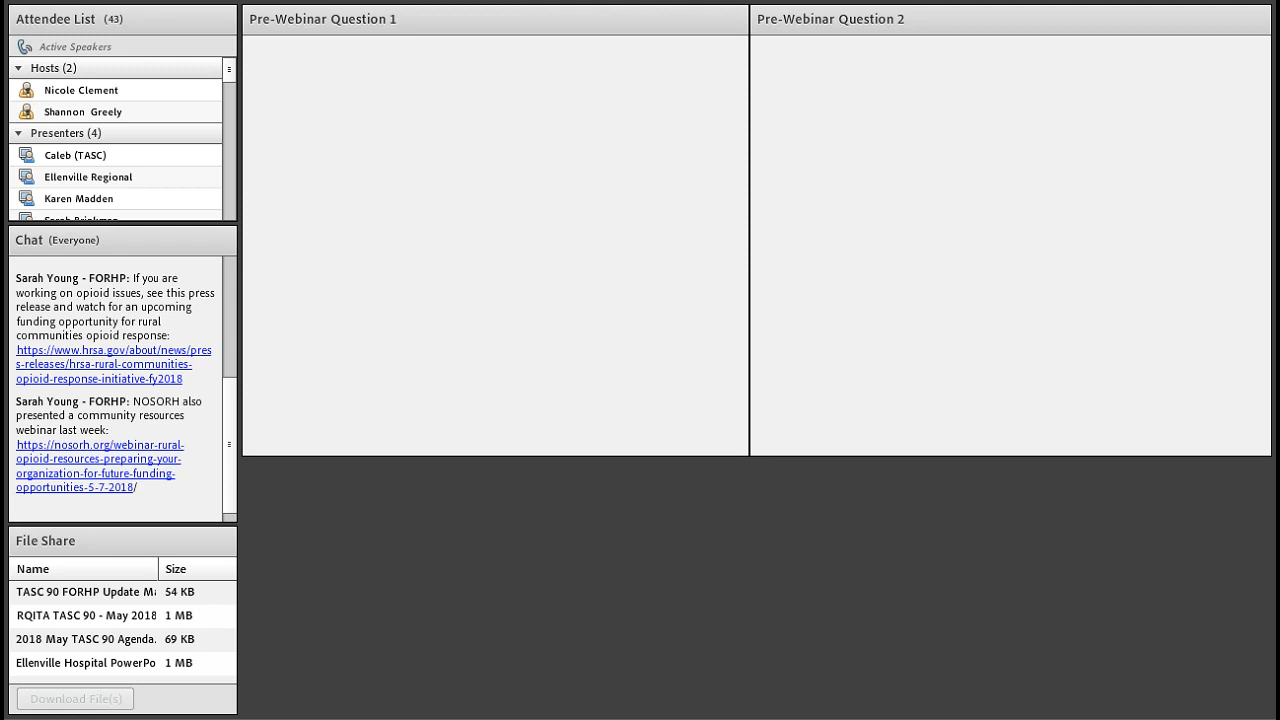 Attendee List (43)
Active Speakers
Hosts (2)
Nicole Clement
Shannon Greely
Presenters (4)
Caleb (TASC)
Ellenville Regional
Karen Madden
Sarah Brinkman
Chat (Everyone)
Sarah Young - FORHP: If you are
working on opioid issues, see this press
release and watch for an upcoming
funding opportunity for rural
communities opioid response:
https://www.hrsa.gov/about/news/pres
s-releases/hrsa-rural-communities-
opioid-response-initiative-fy2018
Sarah Young - FORHP: NOSORH also
presented a community resources
webinar last week:
https://nosorh.org/webinar-rural-
opioid-resources-preparing-your-
organization-for-future-funding-
opportunities-5-7-2018/
File Share
Name Size
TASC 90 FORHP Update Ma 54 KB
RQITA TASC 90 - May 2018 1 MB
2018 May TASC 90 Agenda. 69 KB
Ellenville Hospital PowerPo 1 MB
Download File(s)
Pre-Webinar Question 1
Pre-Webinar Question 2